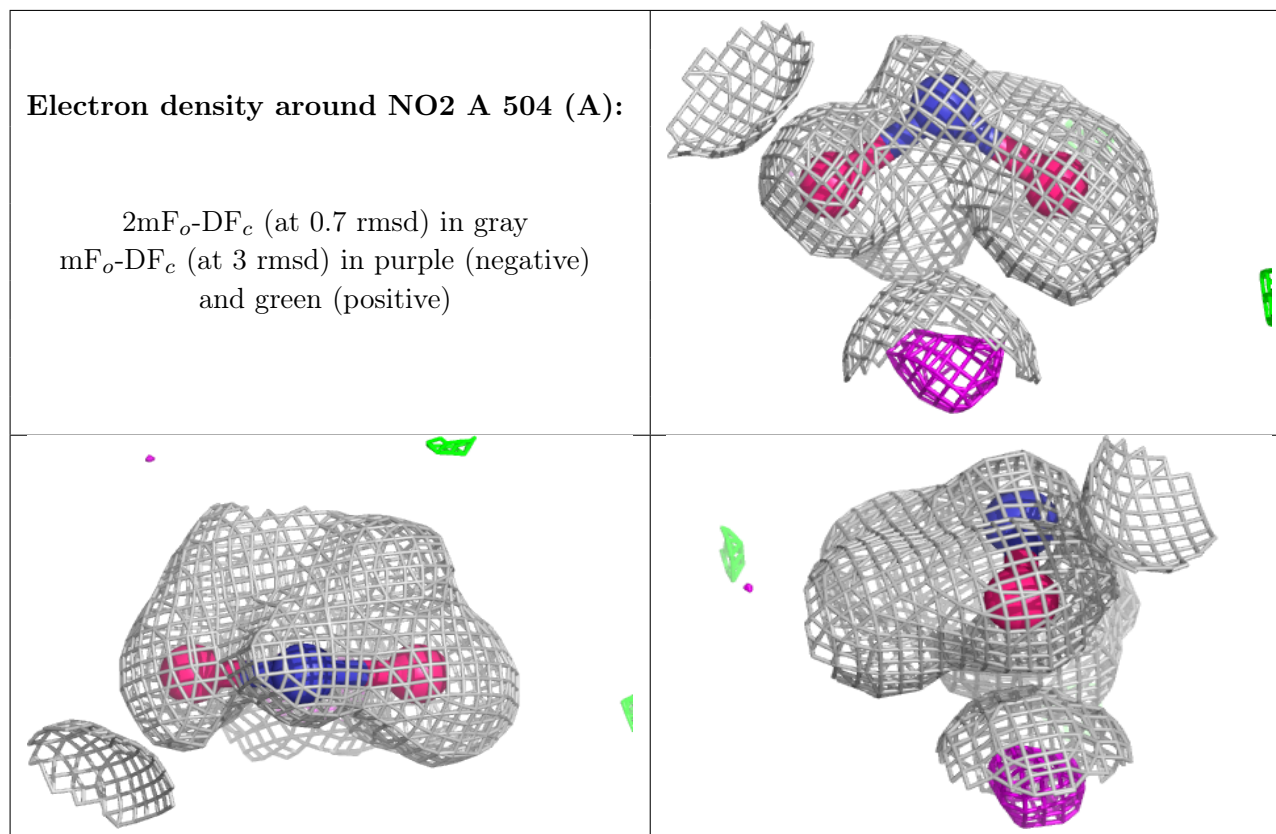 Electron density around NO2 A 504 (A):
2mFo-DFc (at 0.7 rmsd) in gray
mFo-DFc (at 3 rmsd) in purple (negative)
and green (positive)